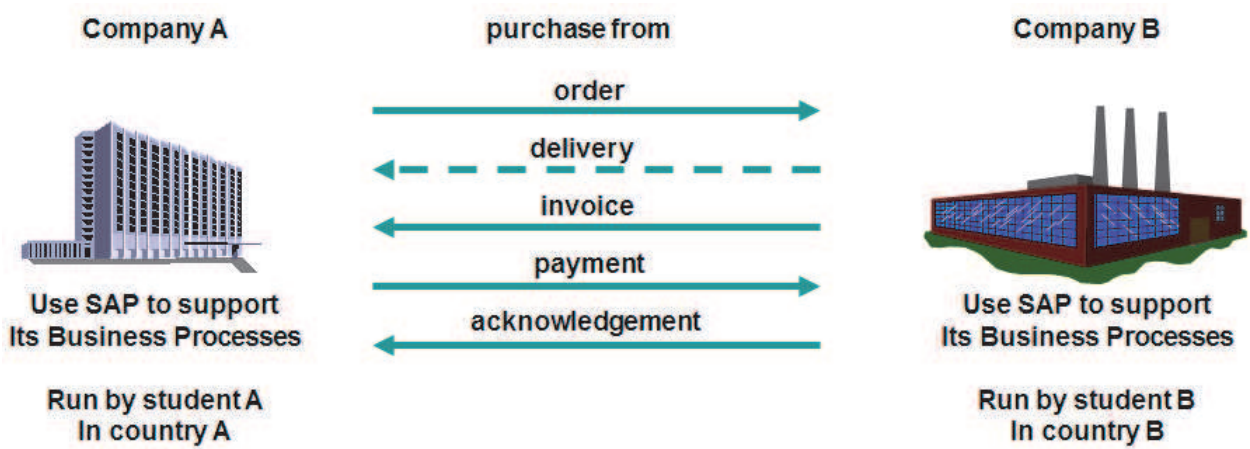 Company A
purchase from
Company B
order
delivery
invoice
payment
acknowledgement
Use SAP to support
Its Business Processes
Use SAP to support
Its Business Processes
Run by student A
In country A
Run by student B
In country B